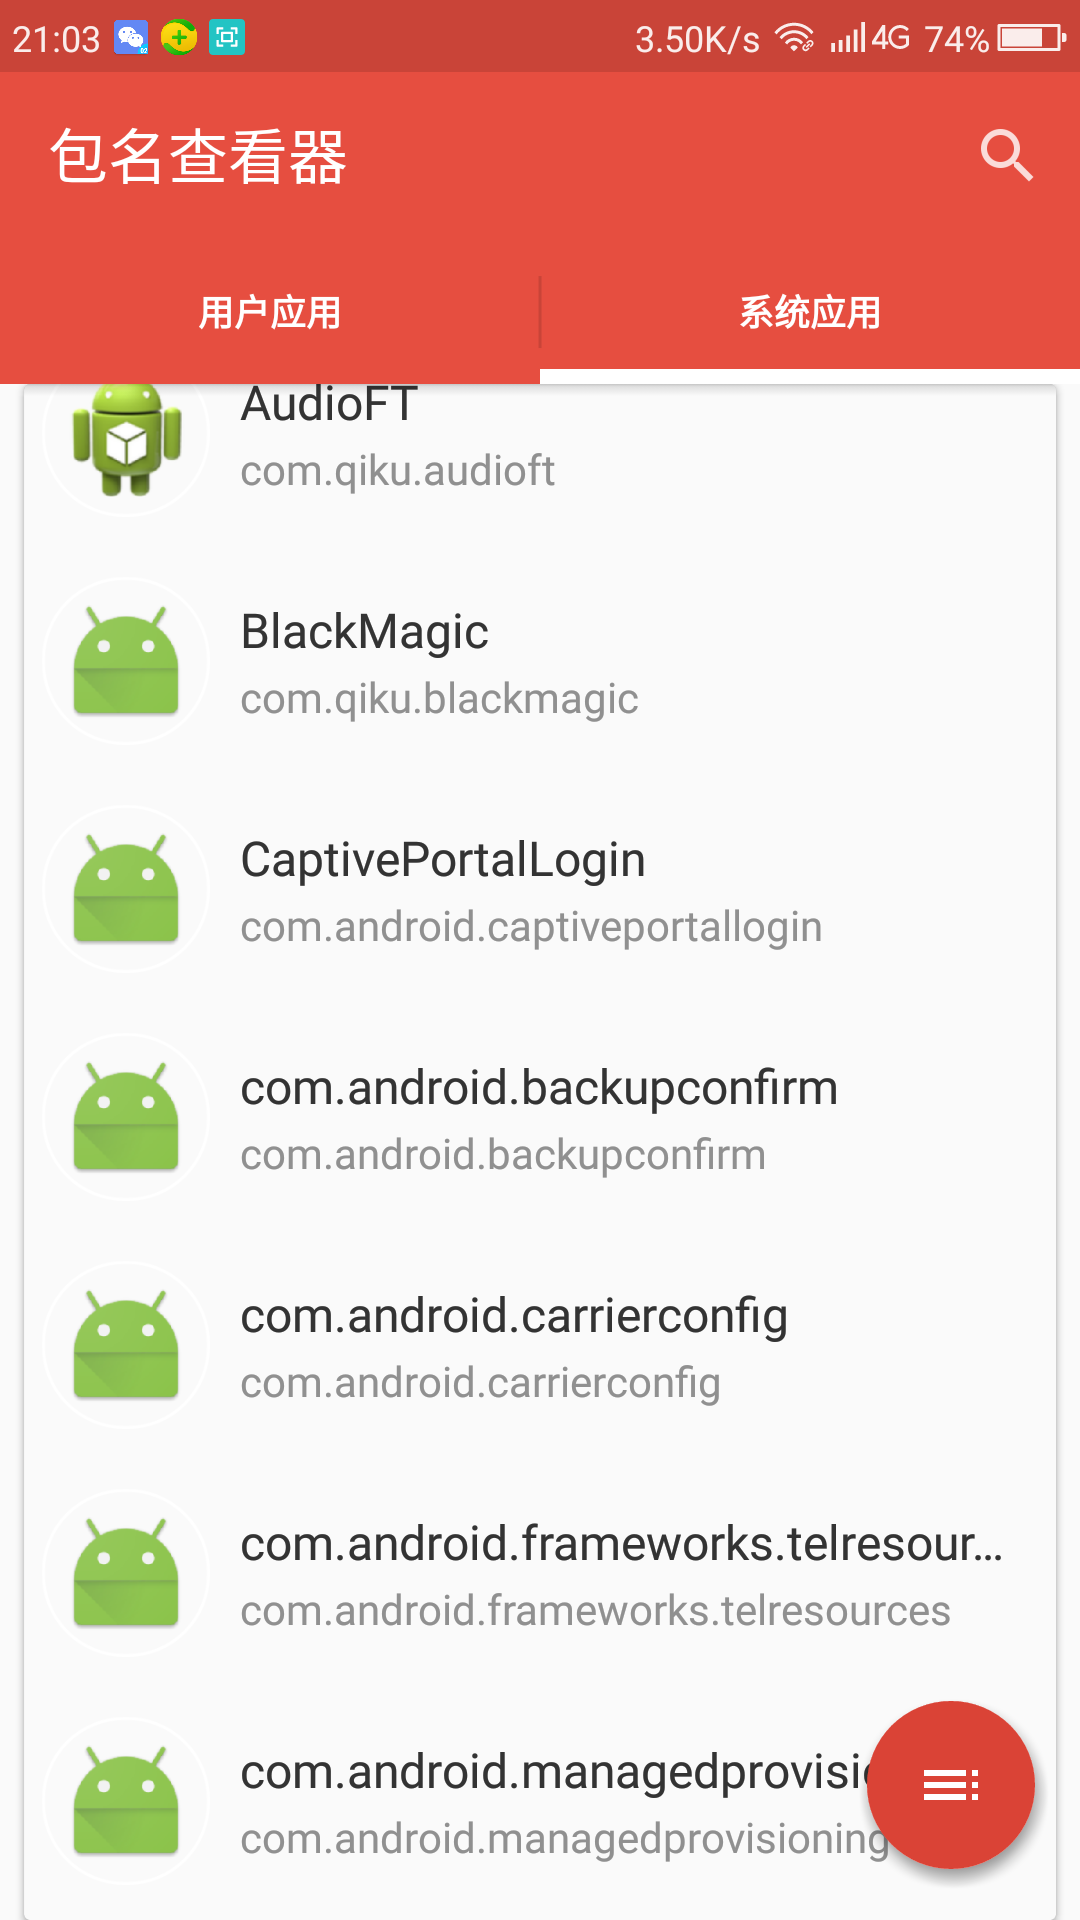 21:03 3.50K/s 4G 74%
包名查看器
用户应用 系统应用
AudioFT
com.qiku.audioft
BlackMagic
com.qiku.blackmagic
CaptivePortalLogin
com.android.captiveportallogin
com.android.backupconfirm
com.android.backupconfirm
com.android.carrierconfig
com.android.carrierconfig
com.android.frameworks.telresour...
com.android.frameworks.telresources
com.android.managedprovisio
com.android.managedprovisioning